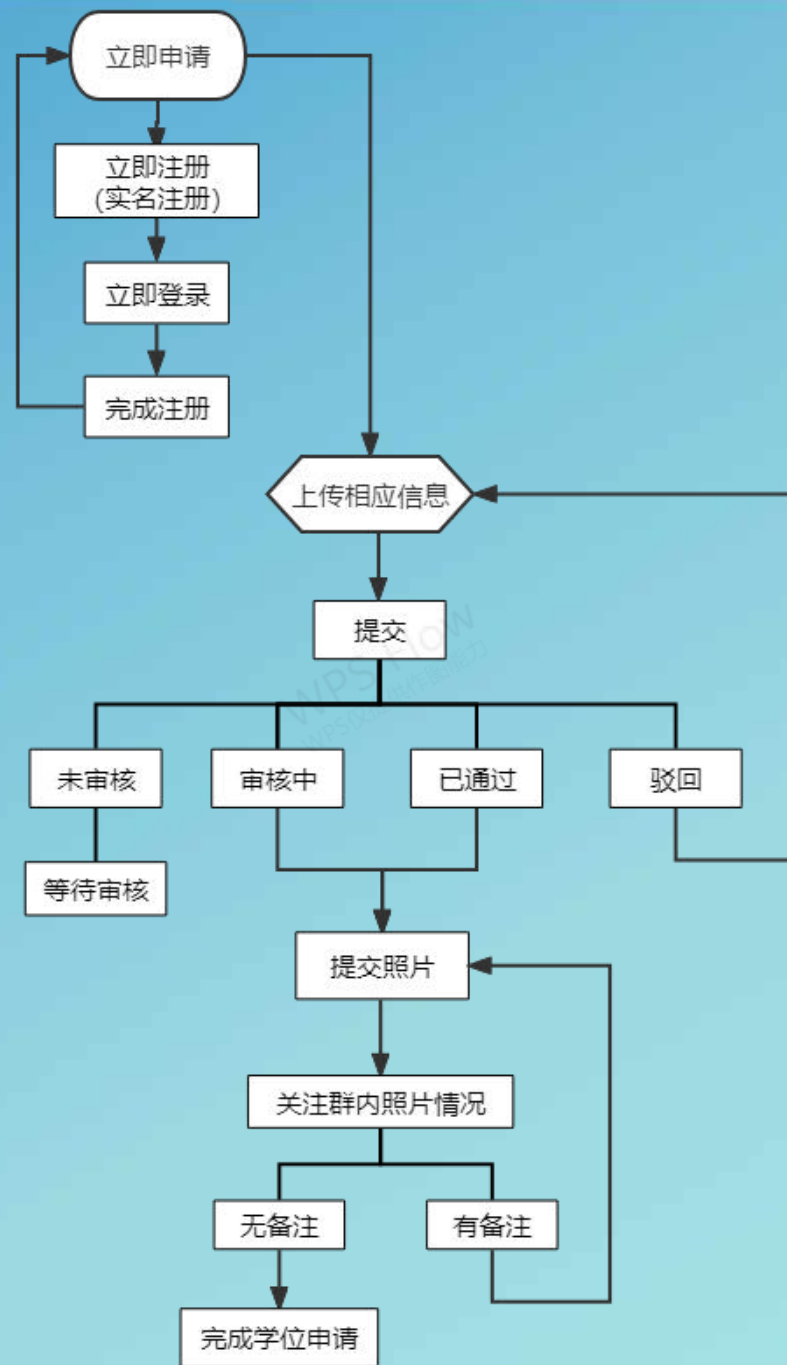 立即申请
立即注册
(实名注册)
立即登录
完成注册
上传相应信息
提交
WPS Flow
未审核
审核中
已通过
驳回
等待审核
提交照片
关注群内照片情况
无备注
有备注
完成学位申请